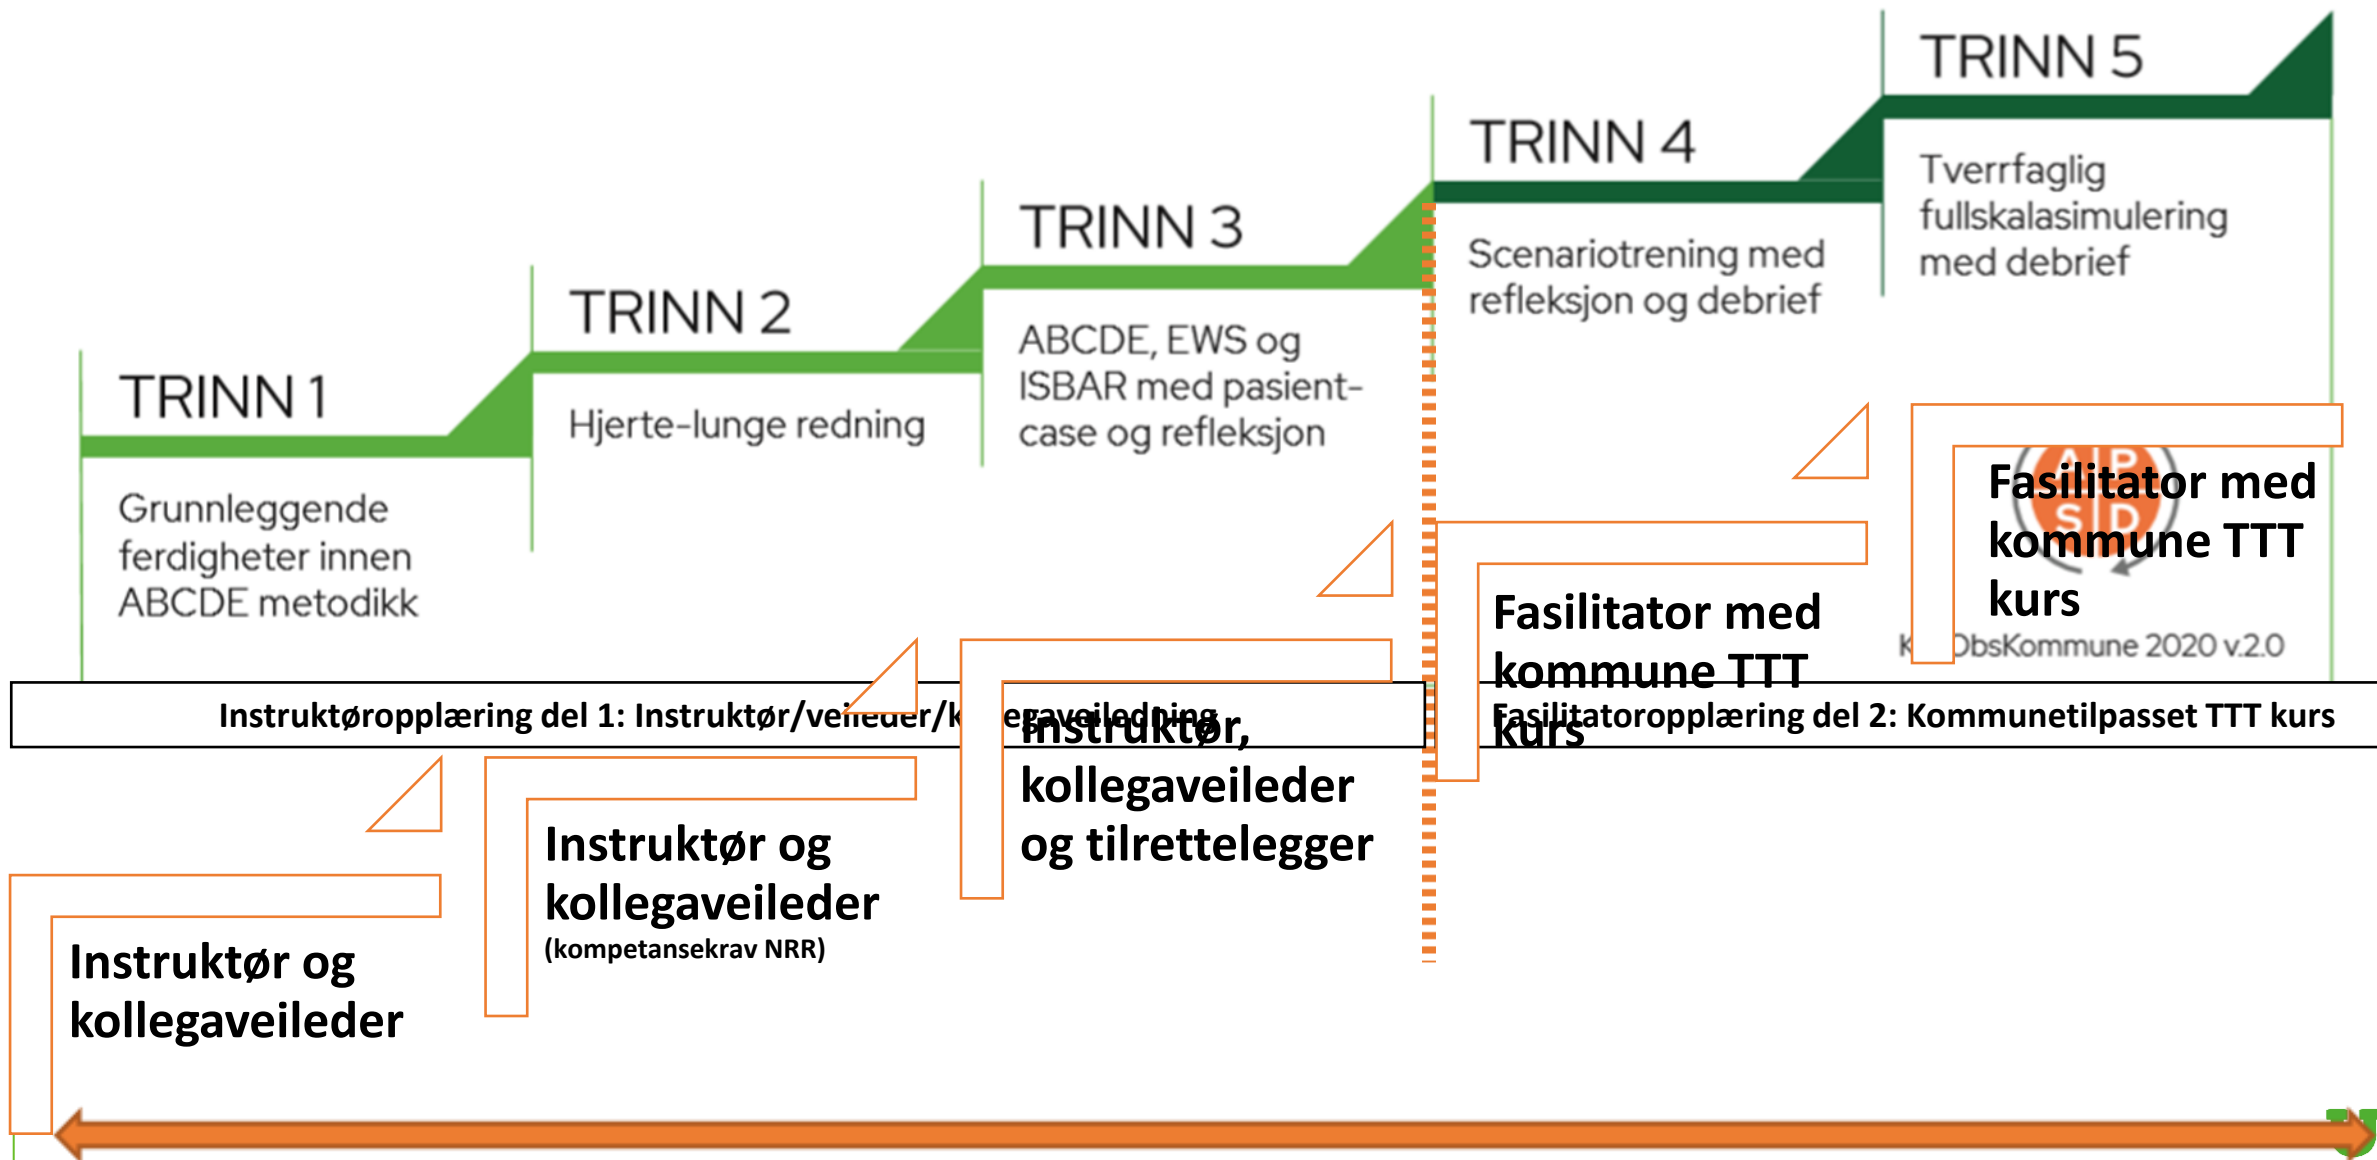 TRINN 5
Tverrfaglig
fullskalasimulering
med debrief
TRINN 4
Scenariotrening med
refleksjon og debrief
TRINN 3
ABCDE, EWS og
ISBAR med pasient-
case og refleksjon
TRINN 2
Hjerte-lunge redning
TRINN 1
Grunnleggende
ferdigheter innen
ABCDE metodikk
A P
S D
Fasilitator med
kommune TTT
kurs
ObsKommune 2020 v.2.0
Fasilitator med
kommune TTT
kurs
Instruktøropplæring del 1: Instruktør/veileder/kollegaveiledning
Fasilitatoropplæring del 2: Kommunetilpasset TTT kurs
Instruktør,
kollegaveileder
og tilrettelegger
Instruktør og
kollegaveileder
(kompetansekrav NRR)
Instruktør og
kollegaveileder